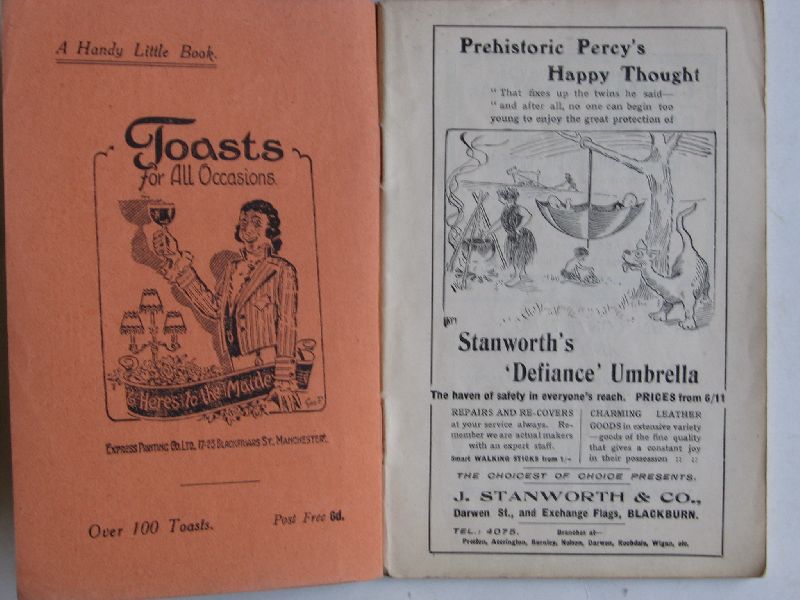 A Handy Little Book.
Toasts
for All Occasions.
Here's to the Maiden
EXPRESS PRINTING CO. LTD. 17-23 BLACKFRIARS ST., MANCHESTER.
Over 100 Toasts.
Post Free 6d.
Prehistoric Percy's
Happy Thought
"That fixes up the twins he said—
"and after all, no one can begin too
young to enjoy the great protection of
Stanworth's
'Defiance' Umbrella
The haven of safety in everyone's reach. PRICES from 6/11
REPAIRS AND RE-COVERS
at your service always. Re-
member we are actual makers
with an expert staff.
Smart WALKING STICKS from 1/-
CHARMING LEATHER
GOODS in extensive variety
—goods of the fine quality
that gives a constant joy
in their possession :: ::
THE CHOICEST OF CHOICE PRESENTS.
J. STANWORTH & CO.,
Darwen St., and Exchange Flags, BLACKBURN.
TEL.: 4075.
Branches at—
Preston, Accrington, Burnley, Nelson, Darwen, Rochdale, Wigan, etc.